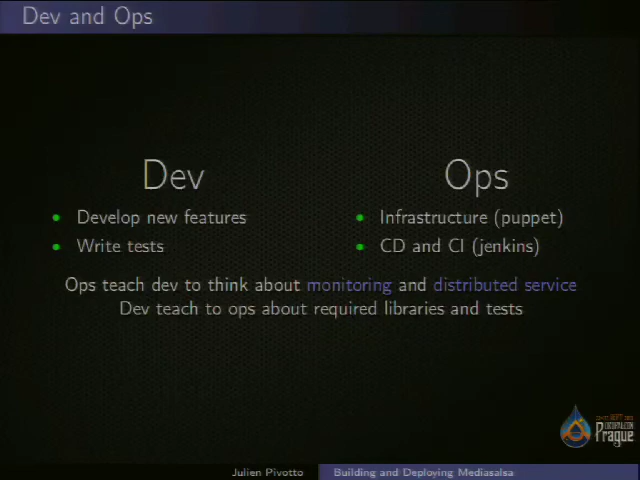 Dev and Ops
Dev
Ops
• Develop new features
• Infrastructure (puppet)
• Write tests
• CD and CI (jenkins)
Ops teach dev to think about monitoring and distributed service
Dev teach to ops about required libraries and tests
Prague
Julien Pivotto
Building and Deploying Mediasalsa